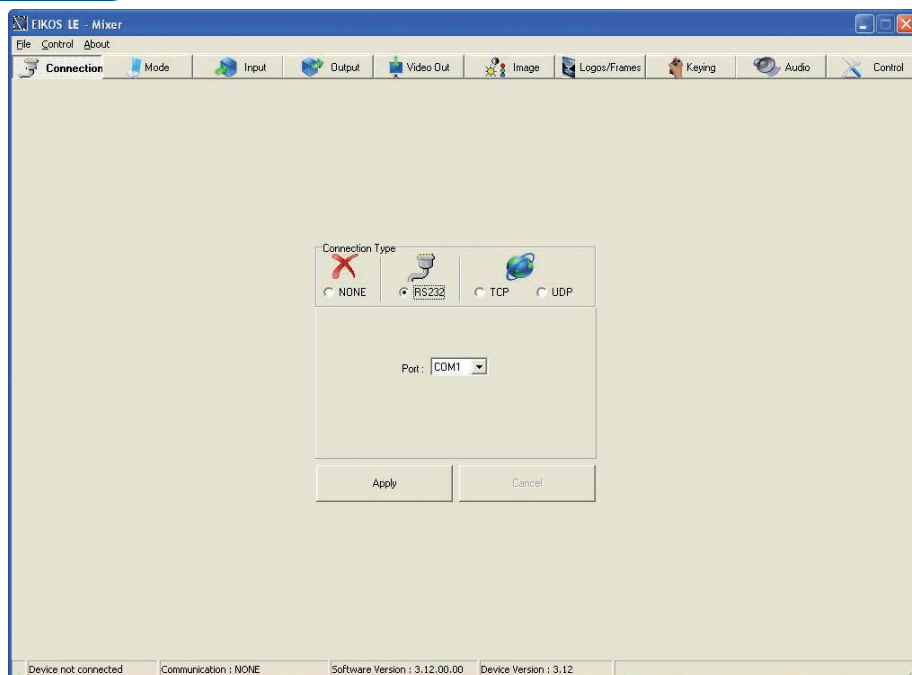 EIKOS LE - Mixer
File Control About
Connection Mode Input Output Video Out Image Logos/Frames Keying Audio Control
Connection Type
NONE RS232 TCP UDP
Port : COM1
Apply Cancel
Device not connected Communication : NONE Software Version : 3.12.00.00 Device Version : 3.12